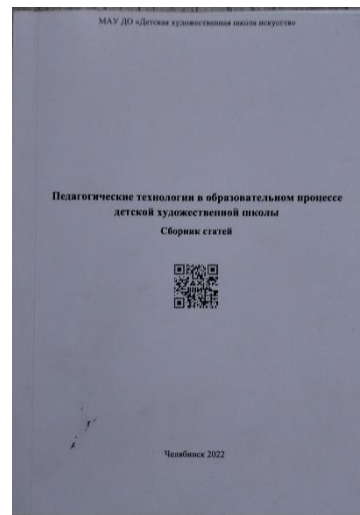 МАУ ДО «Детская художественная школа искусств»
Педагогические технологии в образовательном процессе
детской художественной школы
Сборник статей
Челябинск 2022